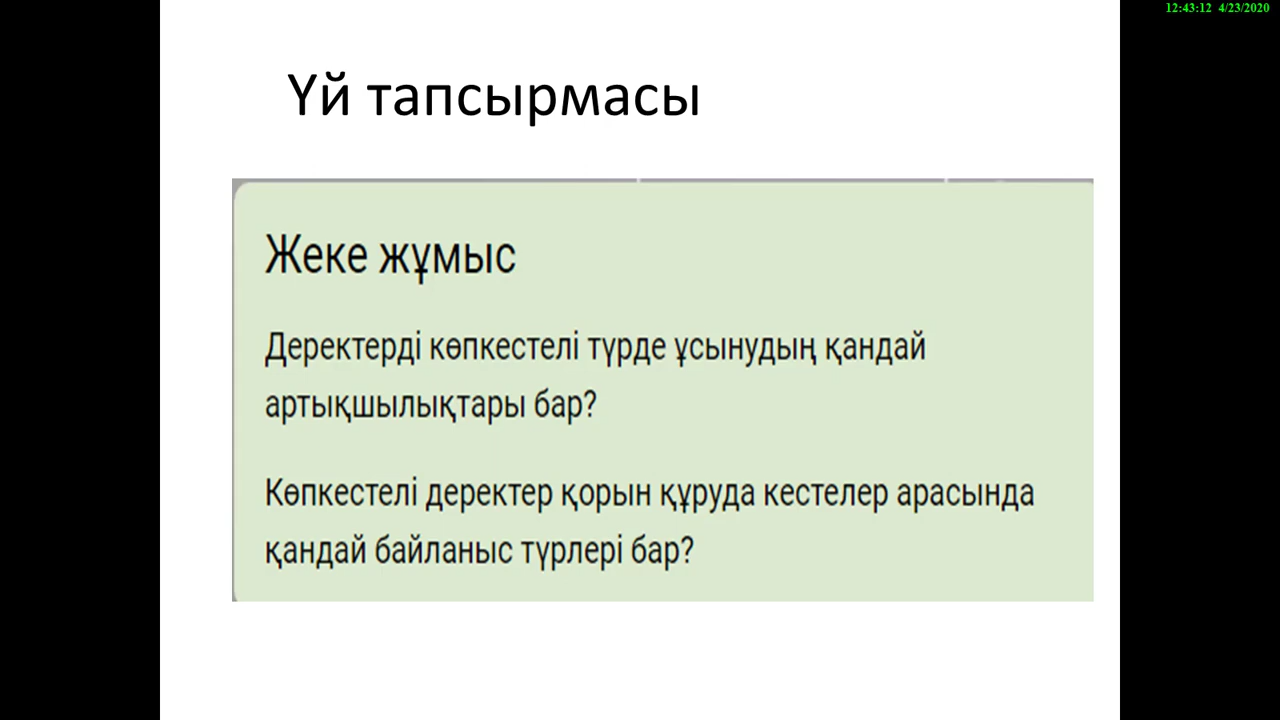 12:43:12 4/23/2020
Үй тапсырмасы
Жеке жұмыс
Деректерді көпкестелі түрде ұсынудың қандай
артықшылықтары бар?
Көпкестелі деректер қорын құруда кестелер арасында
қандай байланыс түрлері бар?